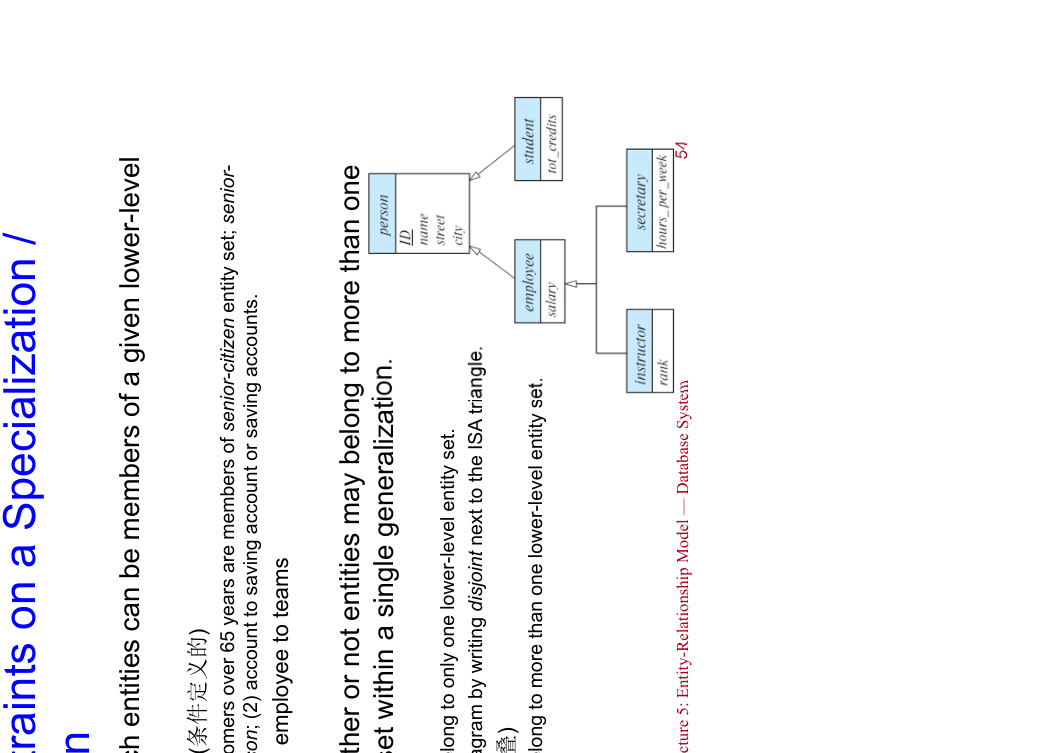 traints on a Specialization /
n
ch entities can be members of a given lower-level
(条件定义的)
omers over 65 years are members of senior-citizen entity set; senior-
son; (2) account to saving account or saving accounts.
employee to teams
ther or not entities may belong to more than one
set within a single generalization.
elong to only one lower-level entity set.
agram by writing disjoint next to the ISA triangle.
叠)
elong to more than one lower-level entity set.
person
ID
name
street
city
employee
salary
student
tot_credits
instructor
rank
secretary
hours_per_week
cture 5: Entity-Relationship Model — Database System
54